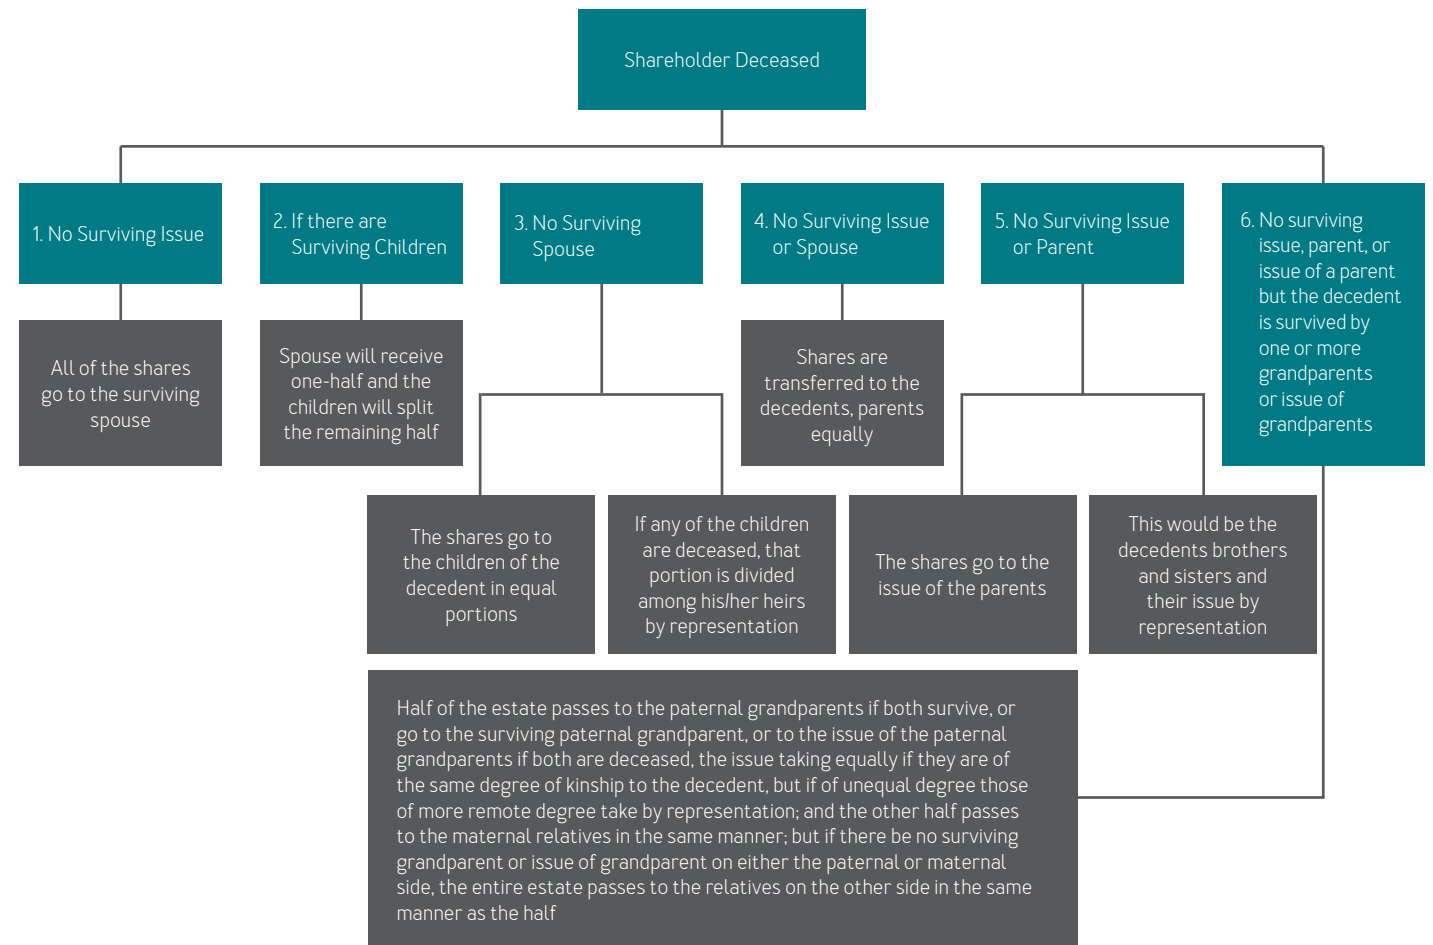 Shareholder Deceased
1. No Surviving Issue
2. If there are
Surviving Children
3. No Surviving
Spouse
4. No Surviving Issue
or Spouse
5. No Surviving Issue
or Parent
6. No surviving
issue, parent, or
issue of a parent
but the decedent
is survived by
one or more
grandparents
or issue of
grandparents
All of the shares
go to the surviving
spouse
Spouse will receive
one-half and the
children will split
the remaining half
Shares are
transferred to the
decedents, parents
equally
The shares go to
the children of the
decedent in equal
portions
If any of the children
are deceased, that
portion is divided
among his/her heirs
by representation
The shares go to the
issue of the parents
This would be the
decedents brothers
and sisters and
their issue by
representation
Half of the estate passes to the paternal grandparents if both survive, or
go to the surviving paternal grandparent, or to the issue of the paternal
grandparents if both are deceased, the issue taking equally if they are of
the same degree of kinship to the decedent, but if of unequal degree those
of more remote degree take by representation; and the other half passes
to the maternal relatives in the same manner; but if there be no surviving
grandparent or issue of grandparent on either the paternal or maternal
side, the entire estate passes to the relatives on the other side in the same
manner as the half